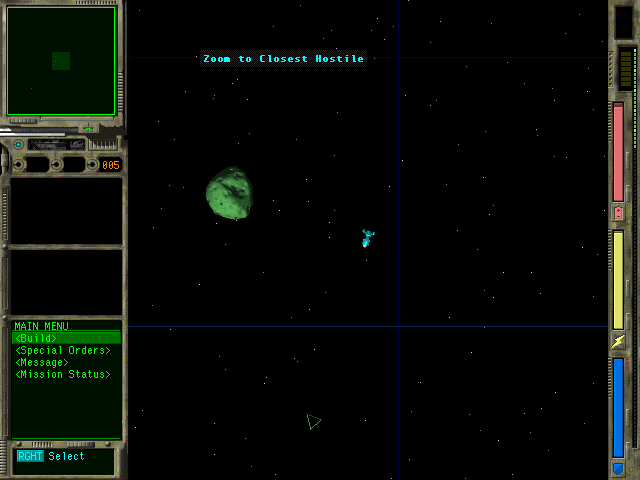 Zoom to Closest Hostile
005
MAIN MENU
<Build>
<Special Orders>
<Message>
<Mission Status>
RGHT Select